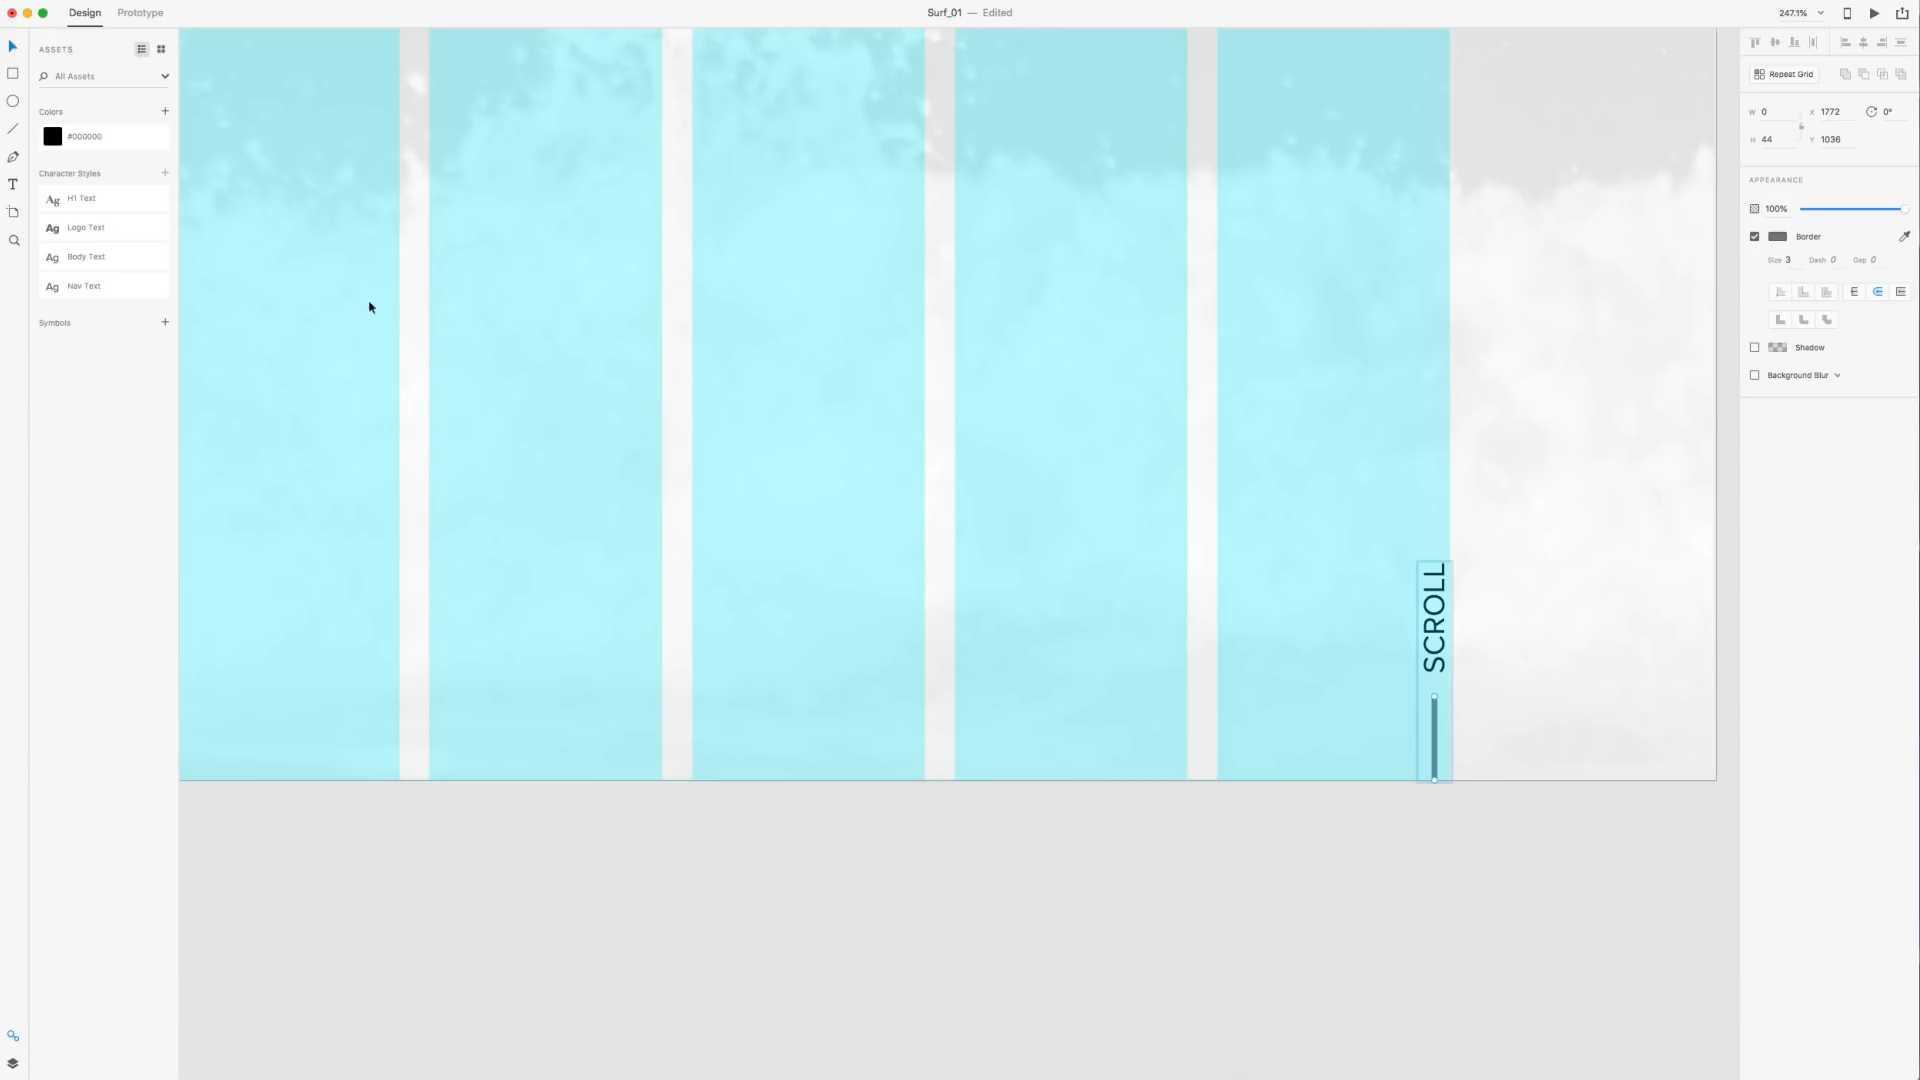 Design
Prototype
Surf_01 — Edited
247.1%
ASSETS
All Assets
Colors
#000000
Character Styles
Ag H1 Text
Ag Logo Text
Ag Body Text
Ag Nav Text
Symbols
SCROLL
Repeat Grid
W 0
X 1772
0°
H 44
Y 1036
APPEARANCE
100%
Border
Size 3
Dash 0
Gap 0
Shadow
Background Blur